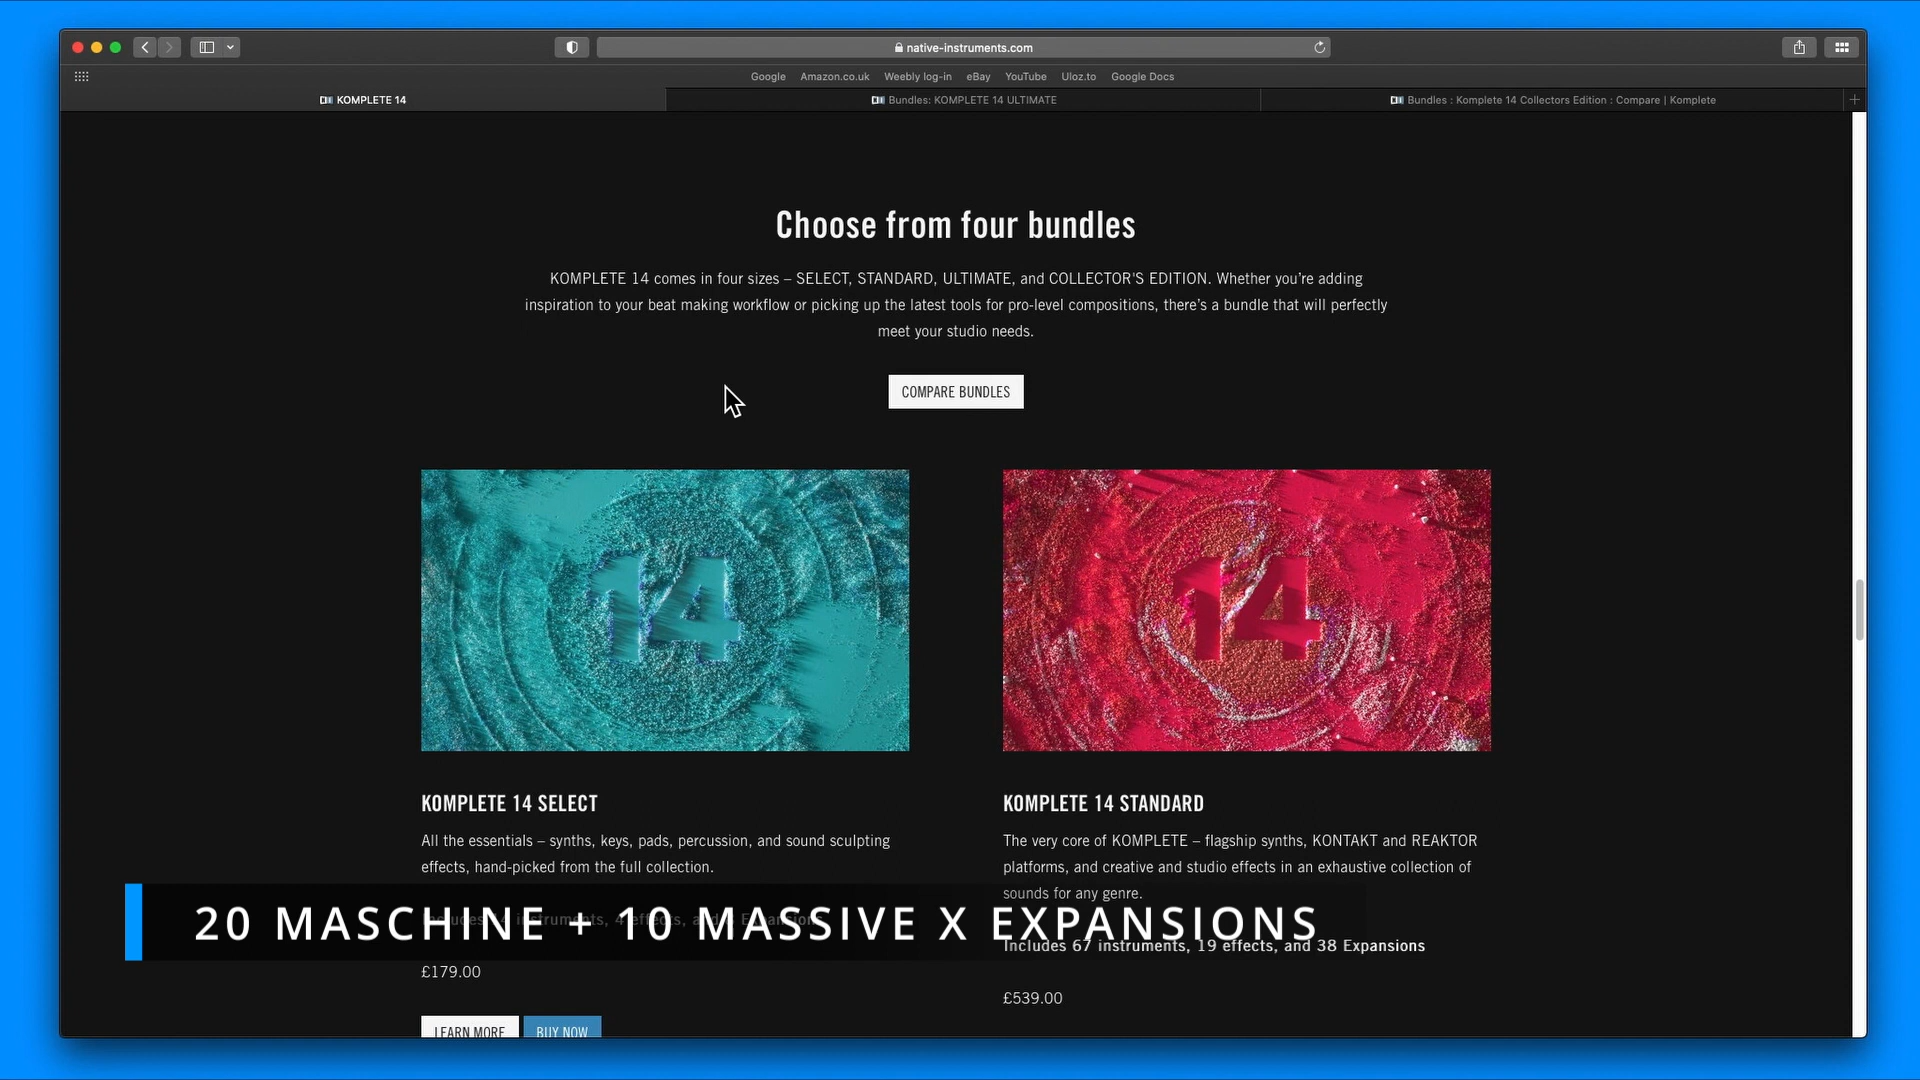 native-instruments.com
Google Amazon.co.uk Weebly log-in eBay YouTube Uloz.to Google Docs
KOMPLETE 14
Bundles: KOMPLETE 14 ULTIMATE
Bundles : Komplete 14 Collectors Edition : Compare | Komplete
Choose from four bundles
KOMPLETE 14 comes in four sizes – SELECT, STANDARD, ULTIMATE, and COLLECTOR'S EDITION. Whether you're adding
inspiration to your beat making workflow or picking up the latest tools for pro-level compositions, there's a bundle that will perfectly
meet your studio needs.
COMPARE BUNDLES
14
14
KOMPLETE 14 SELECT
All the essentials – synths, keys, pads, percussion, and sound sculpting
effects, hand-picked from the full collection.
£179.00
LEARN MORE
BUY NOW
KOMPLETE 14 STANDARD
The very core of KOMPLETE – flagship synths, KONTAKT and REAKTOR
platforms, and creative and studio effects in an exhaustive collection of
sounds for any genre.
Includes 67 instruments, 19 effects, and 38 Expansions
£539.00
20 MASCHINE + 10 MASSIVE X EXPANSIONS